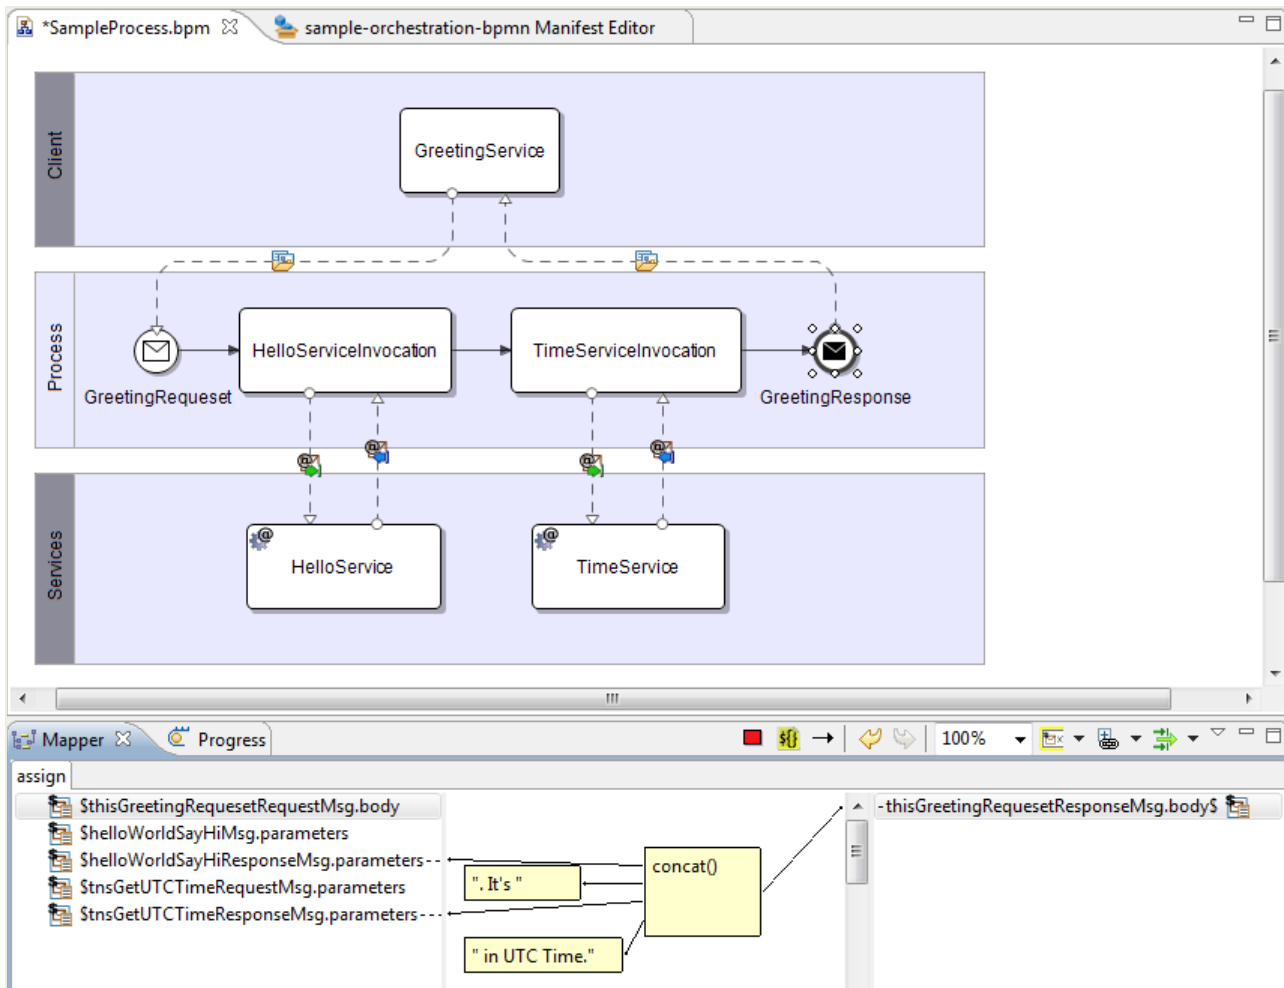 *SampleProcess.bpm
sample-orchestration-bpmn Manifest Editor
Client
GreetingService
Process
GreetingRequeset
HelloServiceInvocation
TimeServiceInvocation
GreetingResponse
Services
HelloService
TimeService
Mapper
Progress
${}
100%
assign
$thisGreetingRequesetRequestMsg.body
-thisGreetingRequesetResponseMsg.body$
$helloWorldSayHiMsg.parameters
$helloWorldSayHiResponseMsg.parameters
$tnsGetUTCTimeRequestMsg.parameters
$tnsGetUTCTimeResponseMsg.parameters
concat()
". It's "
" in UTC Time."